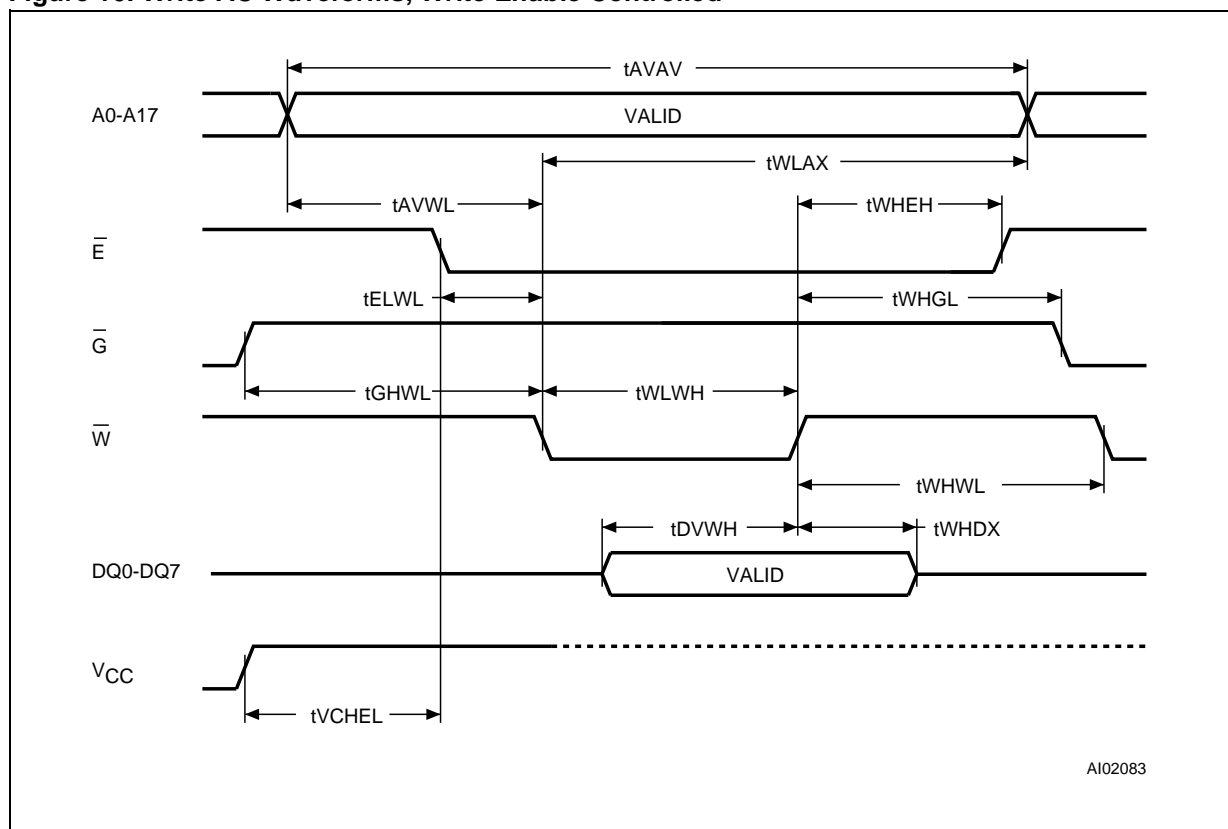 Figure 10. Write AC Waveforms, Write Enable Controlled
tAVAV
A0-A17
VALID
tWLAX
tAVWL
tWHEH
E̅
tELWL
tWHGL
G̅
tGHWL
tWLWH
W̅
tWHWL
tDVWH
tWHDX
DQ0-DQ7
VALID
VCC
tVCHEL
AI02083